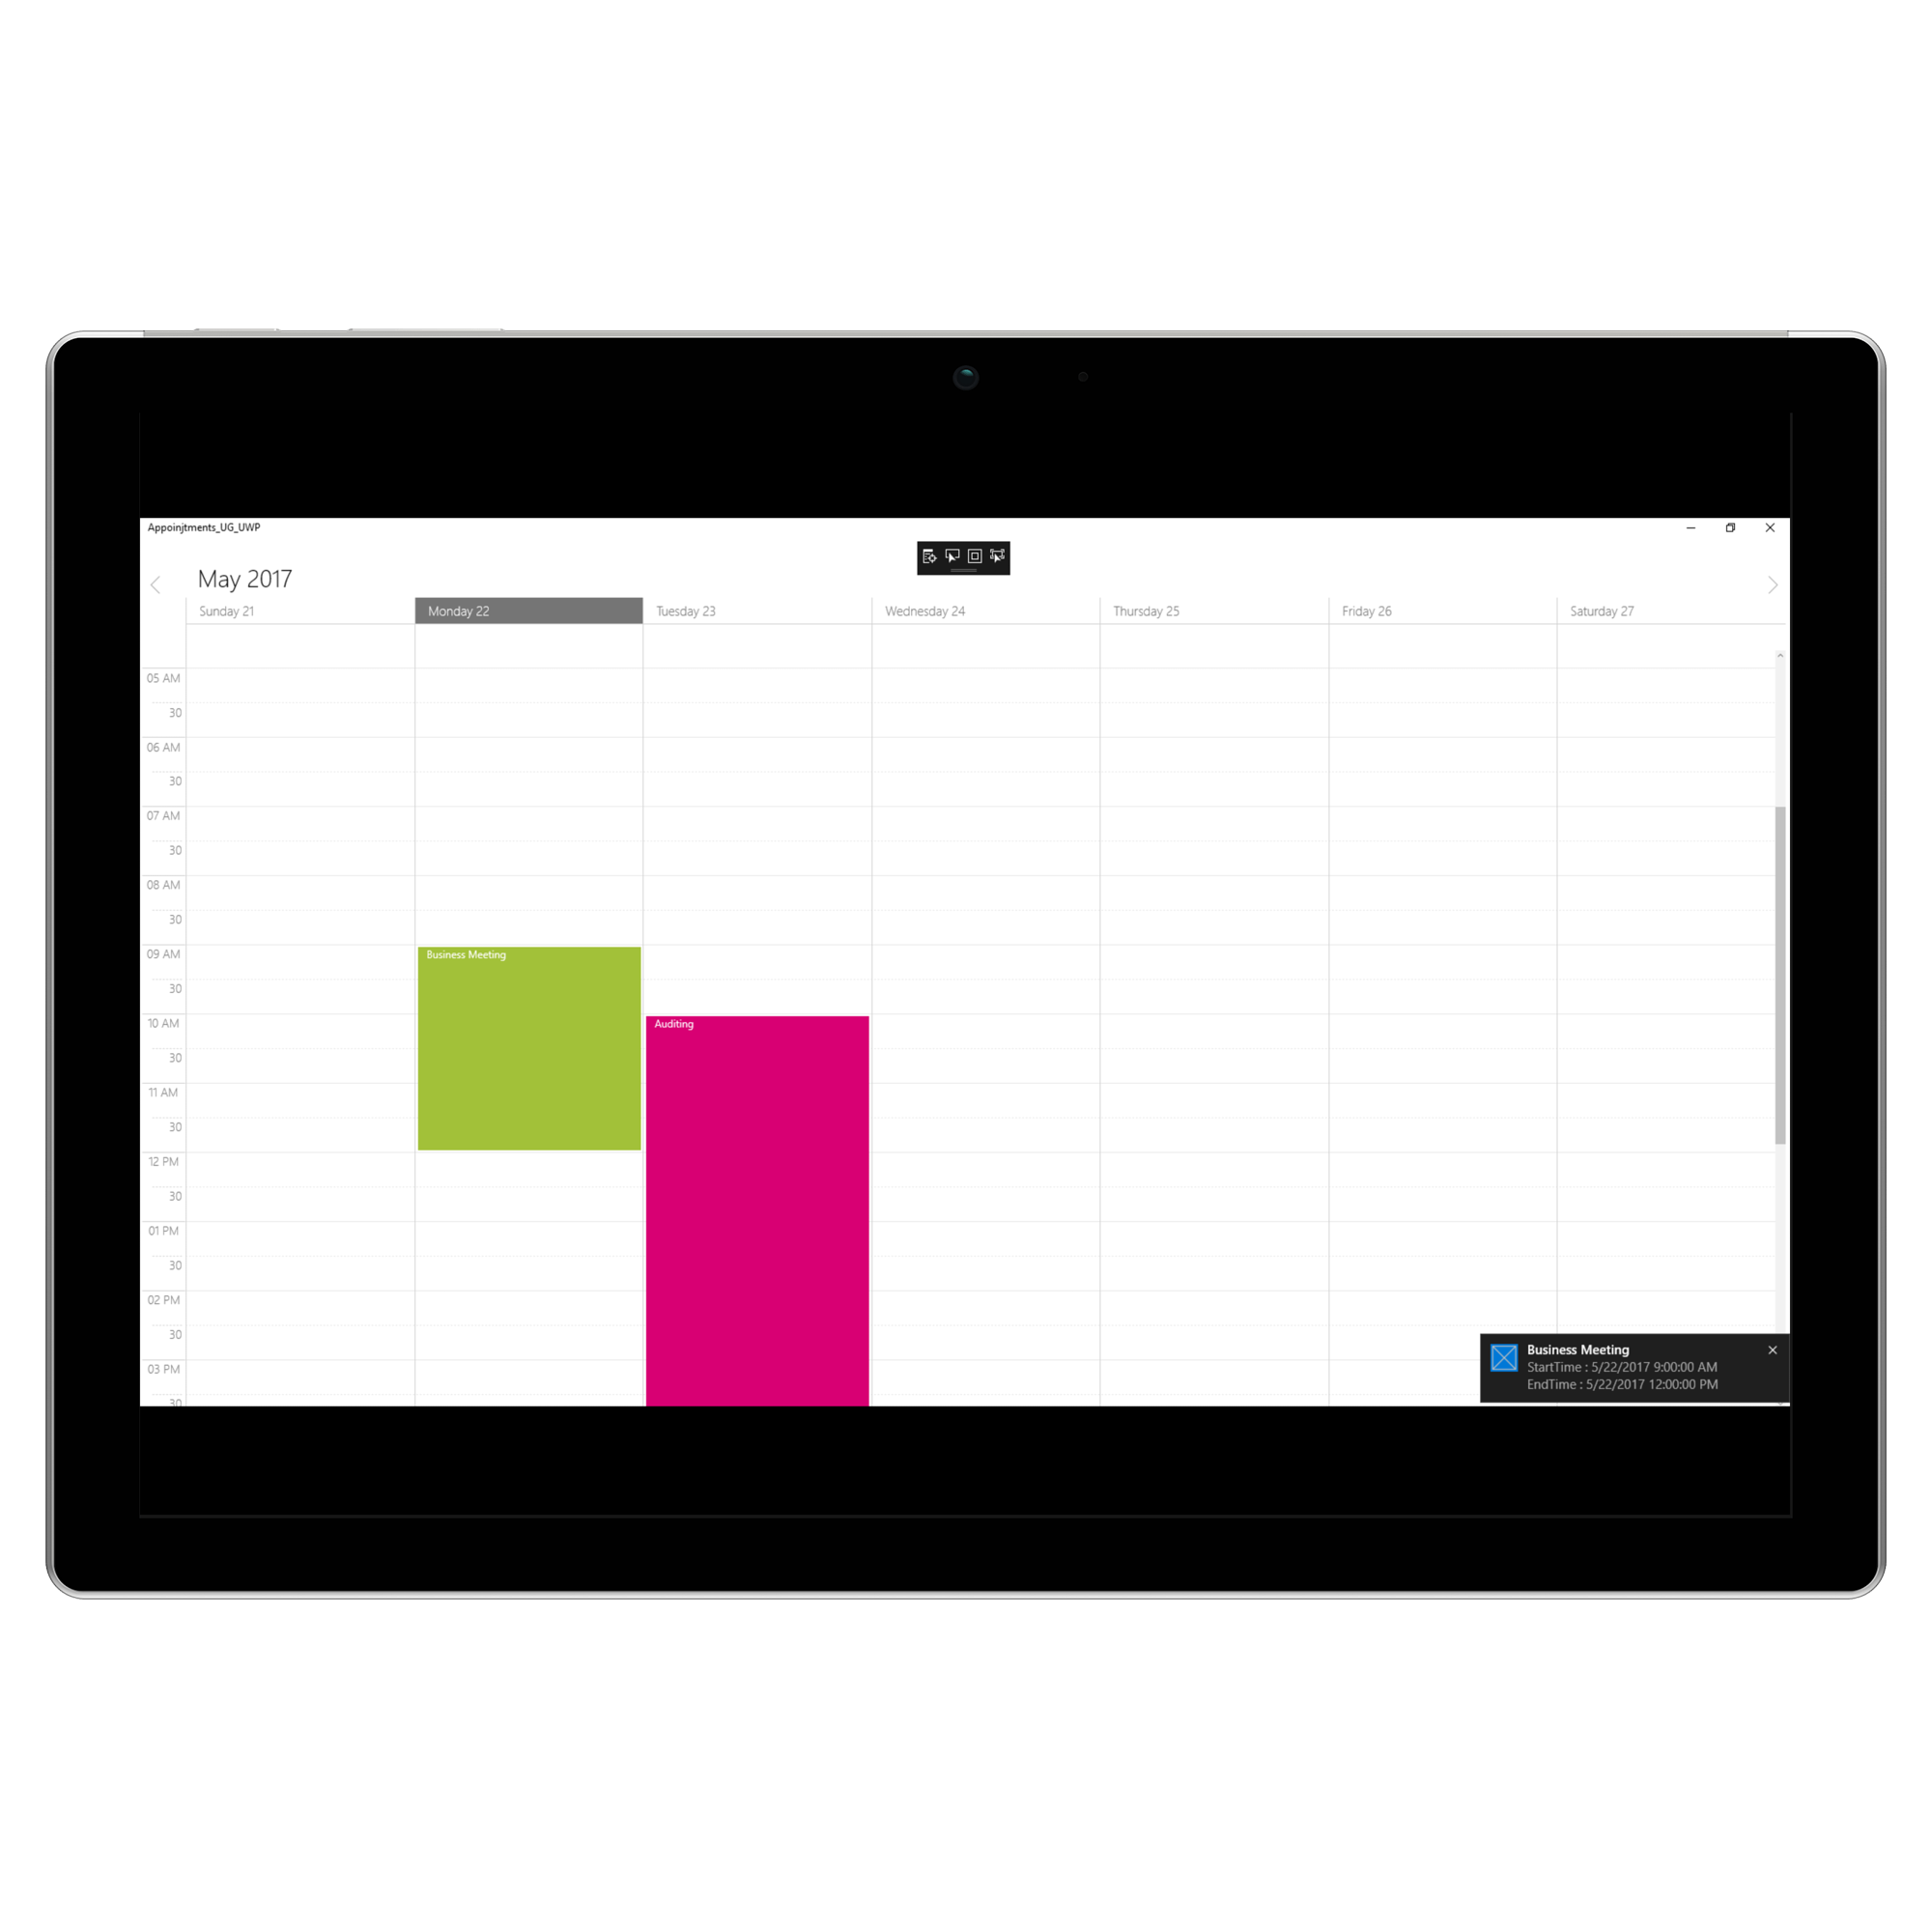 Appoinjtments_UG_UWP
May 2017
Sunday 21
Monday 22
Tuesday 23
Wednesday 24
Thursday 25
Friday 26
Saturday 27
05 AM
30
06 AM
30
07 AM
30
08 AM
30
09 AM
Business Meeting
30
10 AM
Auditing
30
11 AM
30
12 PM
30
01 PM
30
02 PM
30
03 PM
30
Business Meeting
StartTime : 5/22/2017 9:00:00 AM
EndTime : 5/22/2017 12:00:00 PM